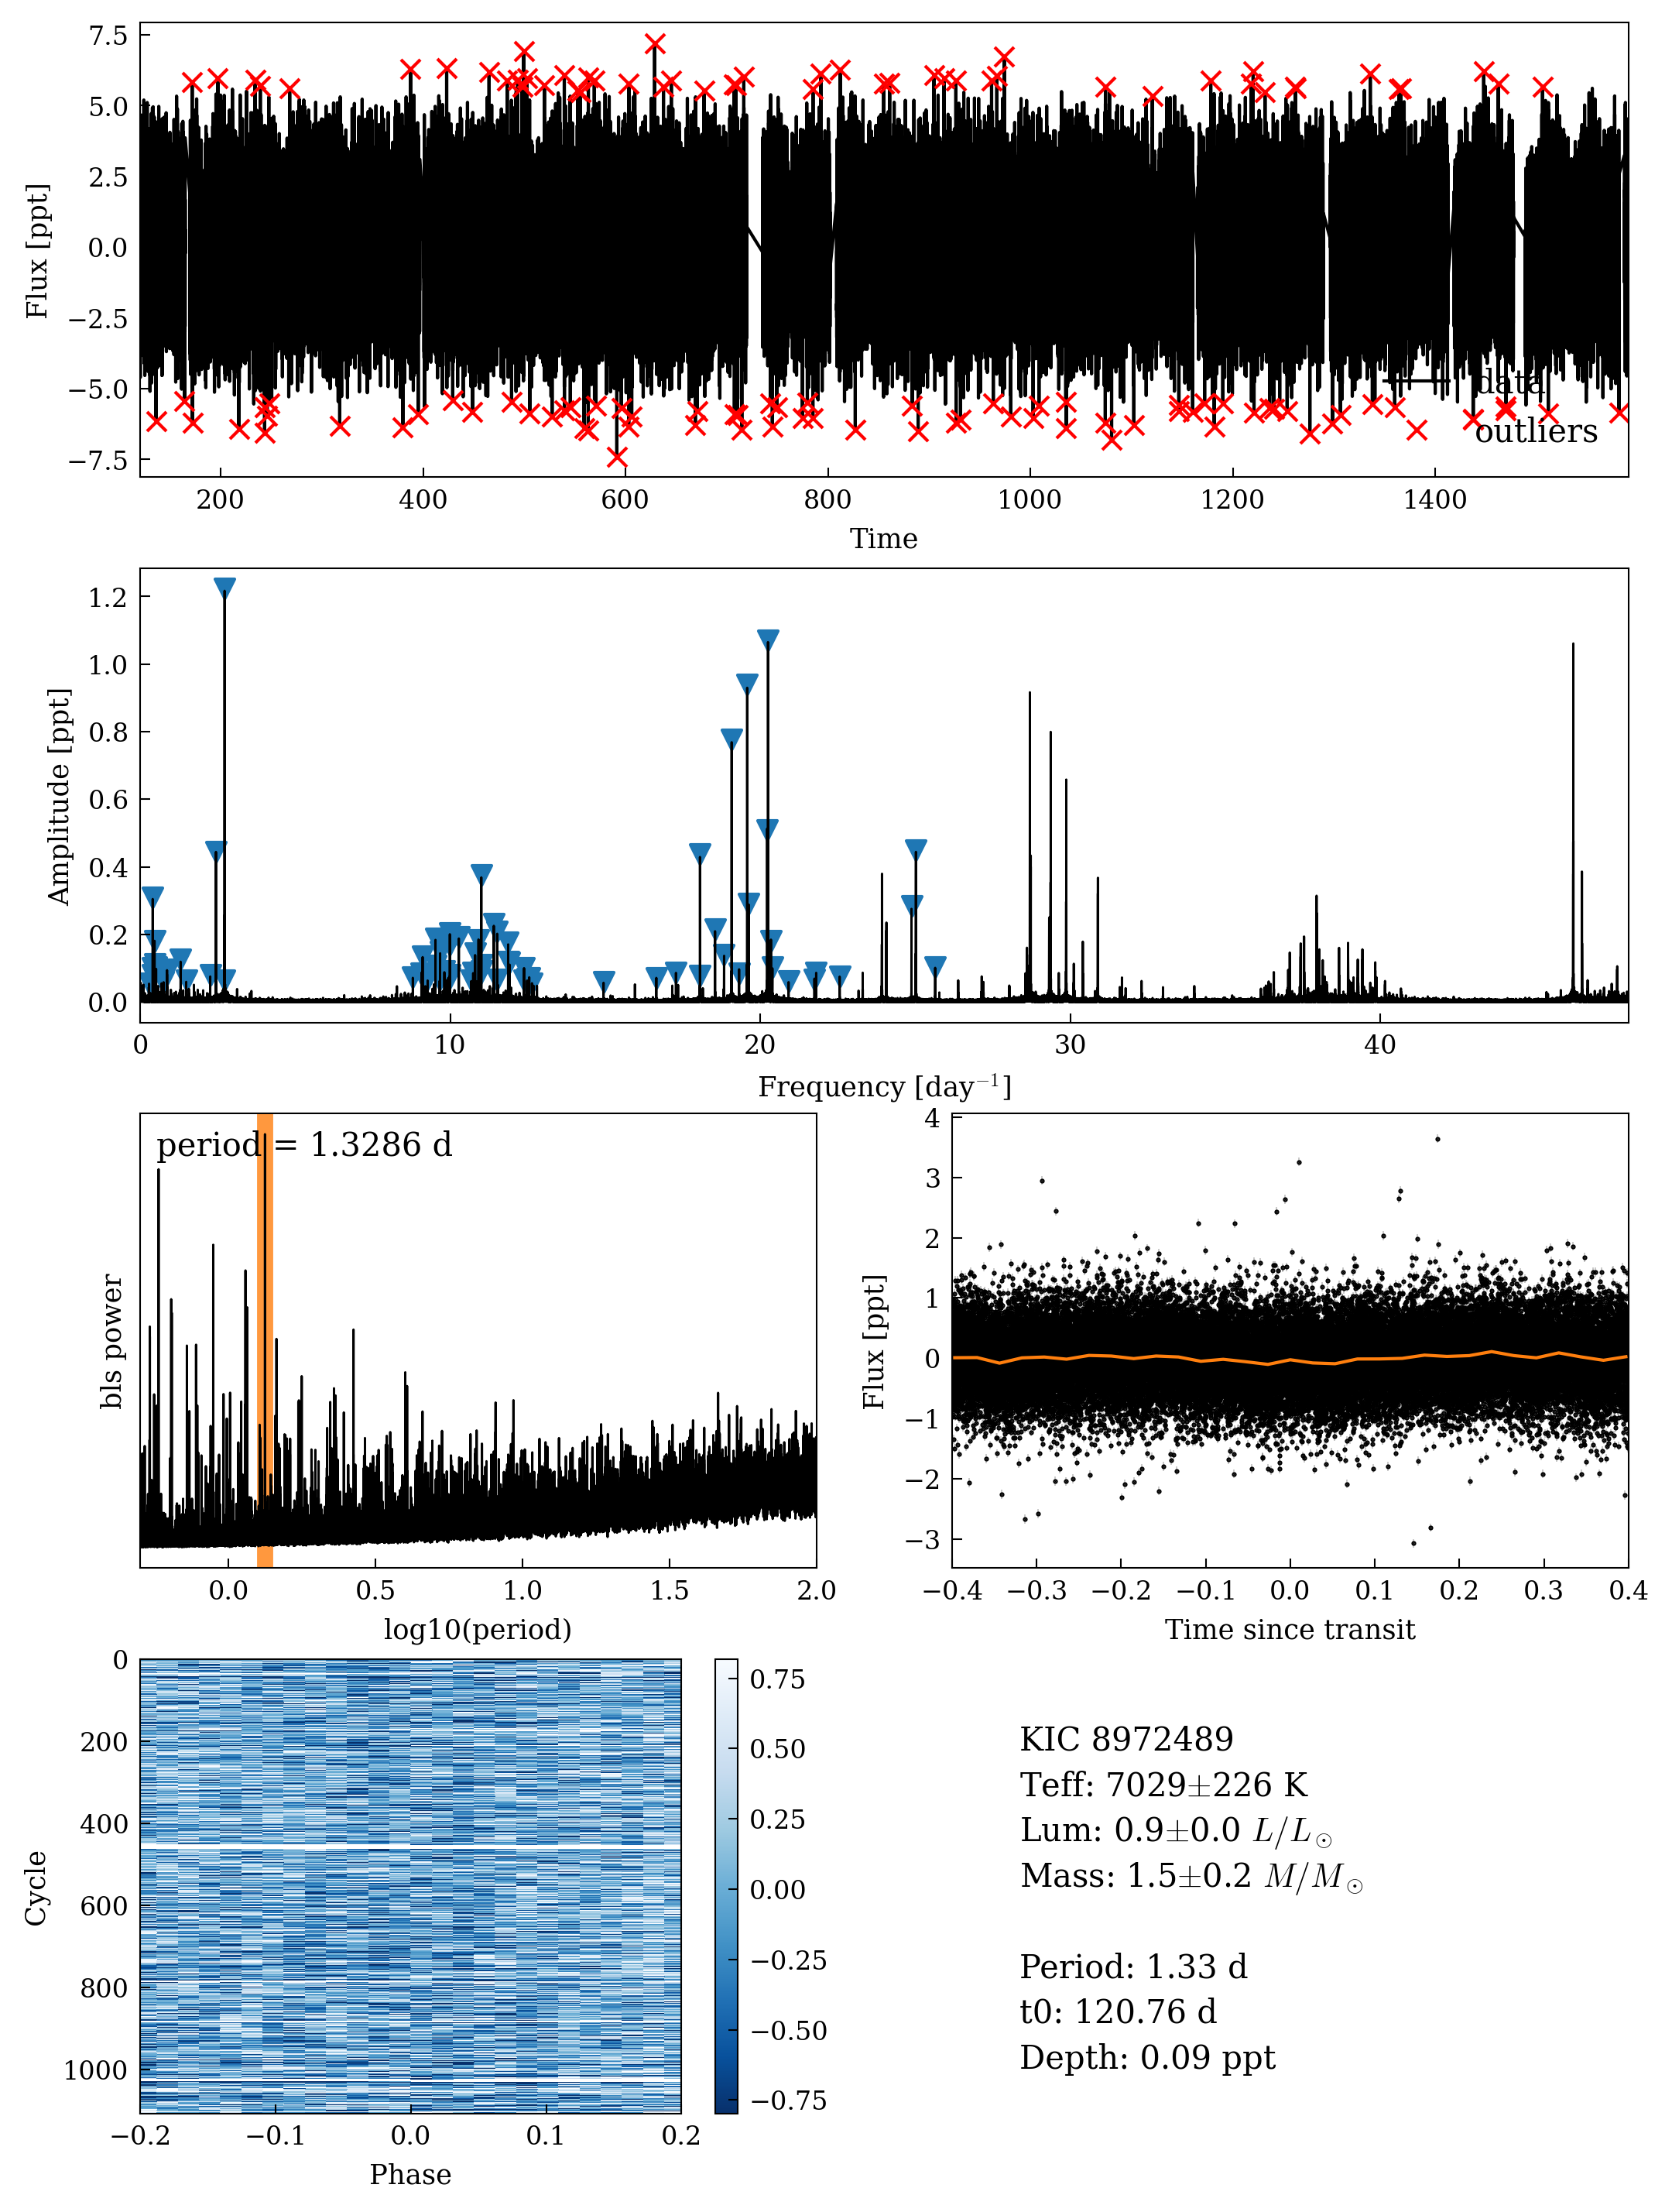 7.5
5.0
2.5
0.0
−2.5
−5.0
−7.5
Flux [ppt]
data
outliers
200 400 600 800 1000 1200 1400
Time
1.2
1.0
0.8
0.6
0.4
0.2
0.0
Amplitude [ppt]
0 10 20 30 40
Frequency [day⁻¹]
period = 1.3286 d
bls power
0.0 0.5 1.0 1.5 2.0
log10(period)
4
3
2
1
0
−1
−2
−3
Flux [ppt]
−0.4 −0.3 −0.2 −0.1 0.0 0.1 0.2 0.3 0.4
Time since transit
0
200
400
600
800
1000
Cycle
−0.2 −0.1 0.0 0.1 0.2
Phase
0.75
0.50
0.25
0.00
−0.25
−0.50
−0.75
KIC 8972489
Teff: 7029±226 K
Lum: 0.9±0.0 L/L⊙
Mass: 1.5±0.2 M/M⊙
Period: 1.33 d
t0: 120.76 d
Depth: 0.09 ppt